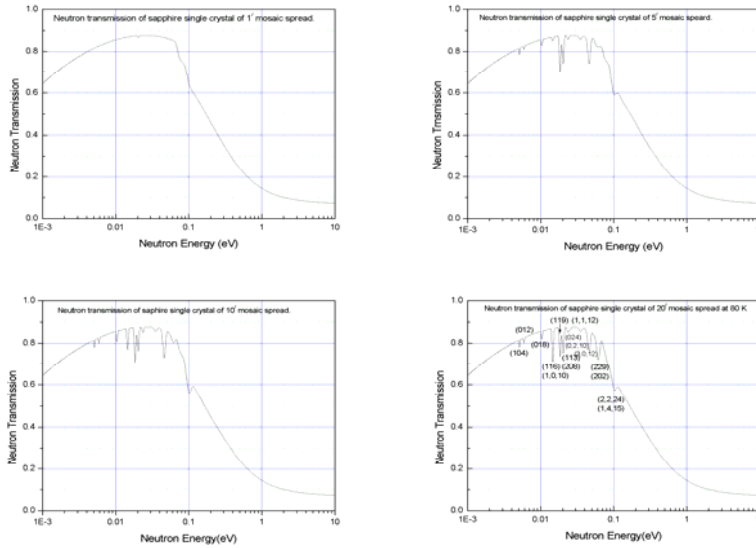 Neutron transmission of sapphire single crystal of 1' mosaic spread.
1.0
0.8
0.6
0.4
0.2
0.0
Neutron Transmission
1E-3 0.01 0.1 1 10
Neutron Energy (eV)
Neutron transmission of sapphire single crystal of 5' mosaic speard.
1.0
0.8
0.6
0.4
0.2
0.0
1E-3 0.01 0.1 1
Neutron Energy (eV)
Neutron transmission of saphire single crystal of 10' mosaic spread.
1.0
0.8
0.6
0.4
0.2
0.0
Neutron Transmission
1E-3 0.01 0.1 1 10
Neutron Energy(eV)
Neutron transmission of saphire single crystal of 20' mosaic spread at 80 K
1.0
0.8
0.6
0.4
0.2
0.0
Neutron Transmission
(119) (1,1,12)
(012)
(104)
(018)
(024)
(0,2,10)
(113)
(116) (208)
(1,0,10)
(229)
(202)
(2,2,24)
(1,4,15)
1E-3 0.01 0.1 1
Neutron Energy(eV)